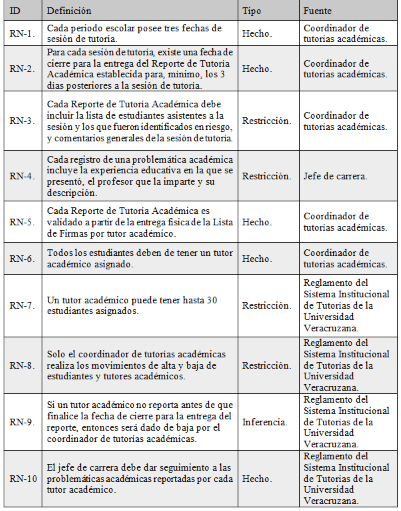 ID Definición Tipo Fuente
RN-1. Cada periodo escolar posee tres fechas de sesión de tutoría. Hecho. Coordinador de tutorías académicas.
RN-2. Para cada sesión de tutoría, existe una fecha de cierre para la entrega del Reporte de Tutoría Académica establecida para, mínimo, los 3 días posteriores a la sesión de tutoría. Hecho. Coordinador de tutorías académicas.
RN-3. Cada Reporte de Tutoría Académica debe incluir la lista de estudiantes asistentes a la sesión y los que fueron identificados en riesgo, y comentarios generales de la sesión de tutoría. Restricción. Coordinador de tutorías académicas.
RN-4. Cada registro de una problemática académica incluye la experiencia educativa en la que se presentó, el profesor que la imparte y su descripción. Restricción. Jefe de carrera.
RN-5. Cada Reporte de Tutoría Académica es validado a partir de la entrega física de la Lista de Firmas por tutor académico. Hecho. Coordinador de tutorías académicas.
RN-6. Todos los estudiantes deben de tener un tutor académico asignado. Hecho. Coordinador de tutorías académicas.
RN-7. Un tutor académico puede tener hasta 30 estudiantes asignados. Restricción. Reglamento del Sistema Institucional de Tutorías de la Universidad Veracruzana.
RN-8. Solo el coordinador de tutorías académicas realiza los movimientos de alta y baja de estudiantes y tutores académicos. Restricción. Reglamento del Sistema Institucional de Tutorías de la Universidad Veracruzana.
RN-9. Si un tutor académico no reporta antes de que finalice la fecha de cierre para la entrega del reporte, entonces será dado de baja por el coordinador de tutorías académicas. Inferencia. Reglamento del Sistema Institucional de Tutorías de la Universidad Veracruzana.
RN-10 El jefe de carrera debe dar seguimiento a las problemáticas académicas reportadas por cada tutor académico. Hecho. Reglamento del Sistema Institucional de Tutorías de la Universidad Veracruzana.